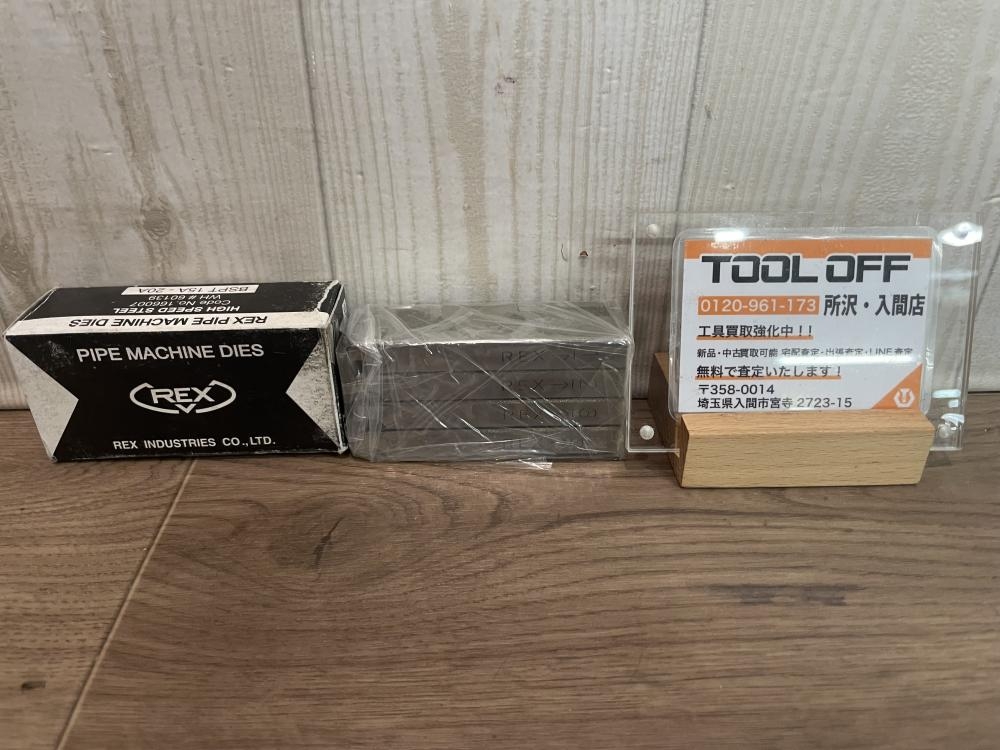 BSPT 15A - 20A
WH # 60139
Code No. 166007
HIGH SPEED STEEL
REX PIPE MACHINE DIES
PIPE MACHINE DIES
REX
REX INDUSTRIES CO., LTD.
REX
REX
REX
REX
TOOL OFF
0120-961-173 所沢・入間店
工具買取強化中!!
新品・中古買取可能 宅配査定・出張査定・LINE査定
無料で査定いたします!
〒358-0014
埼玉県入間市宮寺 2723-15